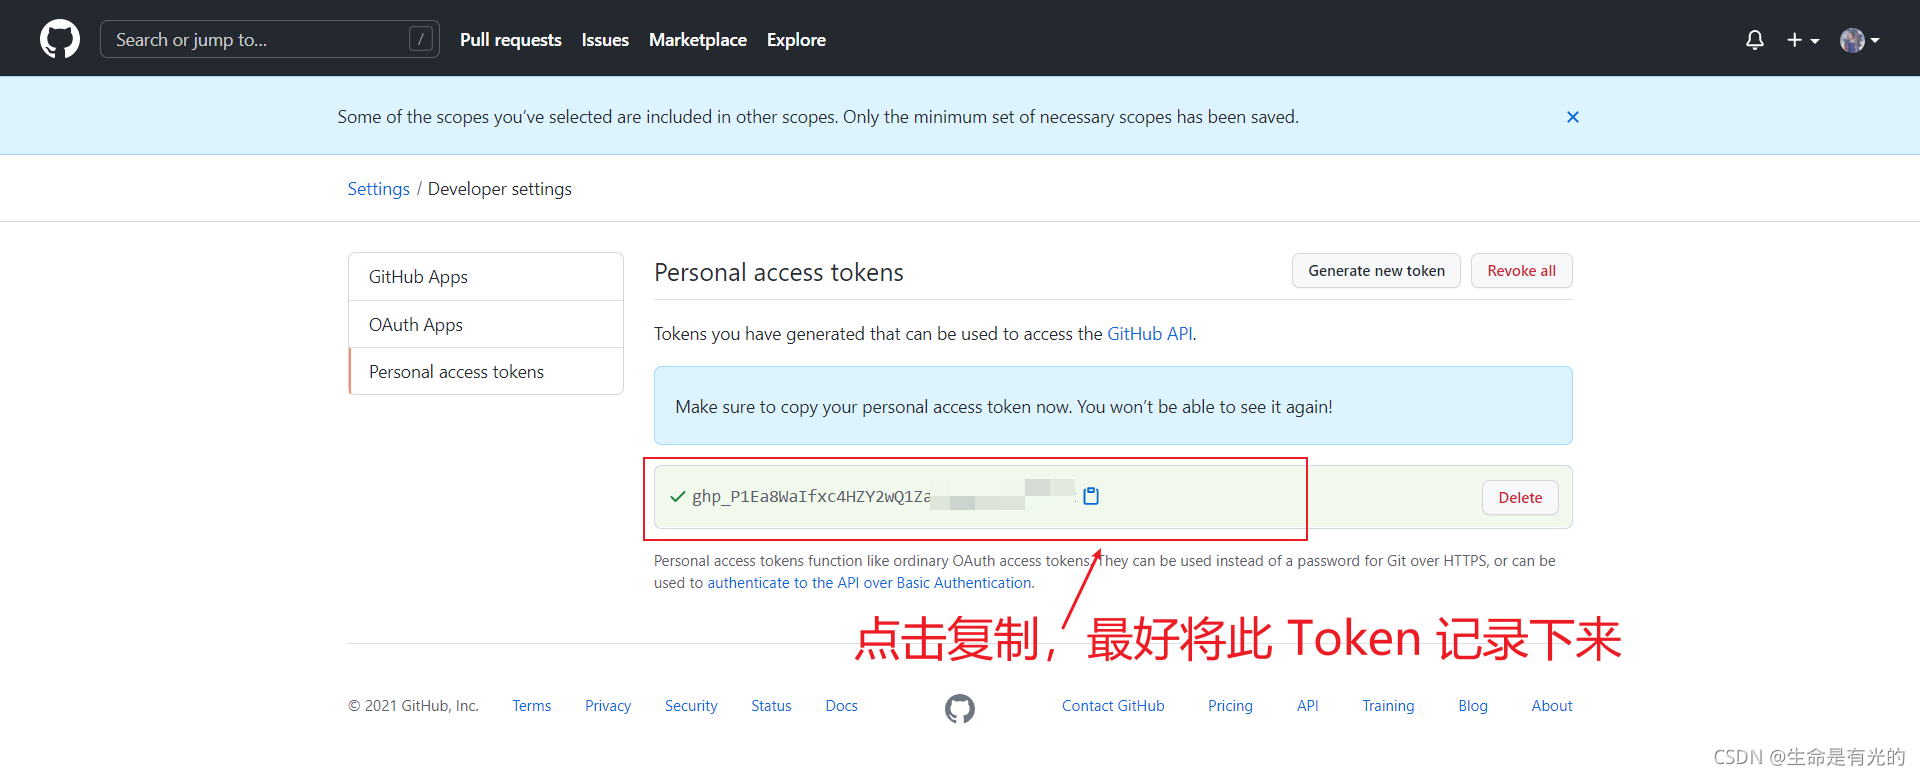 Search or jump to... /
Pull requests Issues Marketplace Explore
Some of the scopes you’ve selected are included in other scopes. Only the minimum set of necessary scopes has been saved.
Settings / Developer settings
GitHub Apps
OAuth Apps
Personal access tokens
Personal access tokens
Generate new token
Revoke all
Tokens you have generated that can be used to access the GitHub API.
Make sure to copy your personal access token now. You won’t be able to see it again!
ghp_P1Ea8WaIfxc4HZY2wQ1Za
Delete
Personal access tokens function like ordinary OAuth access tokens. They can be used instead of a password for Git over HTTPS, or can be
used to authenticate to the API over Basic Authentication.
点击复制，最好将此 Token 记录下来
© 2021 GitHub, Inc. Terms Privacy Security Status Docs Contact GitHub Pricing API Training Blog About
CSDN @生命是有光的